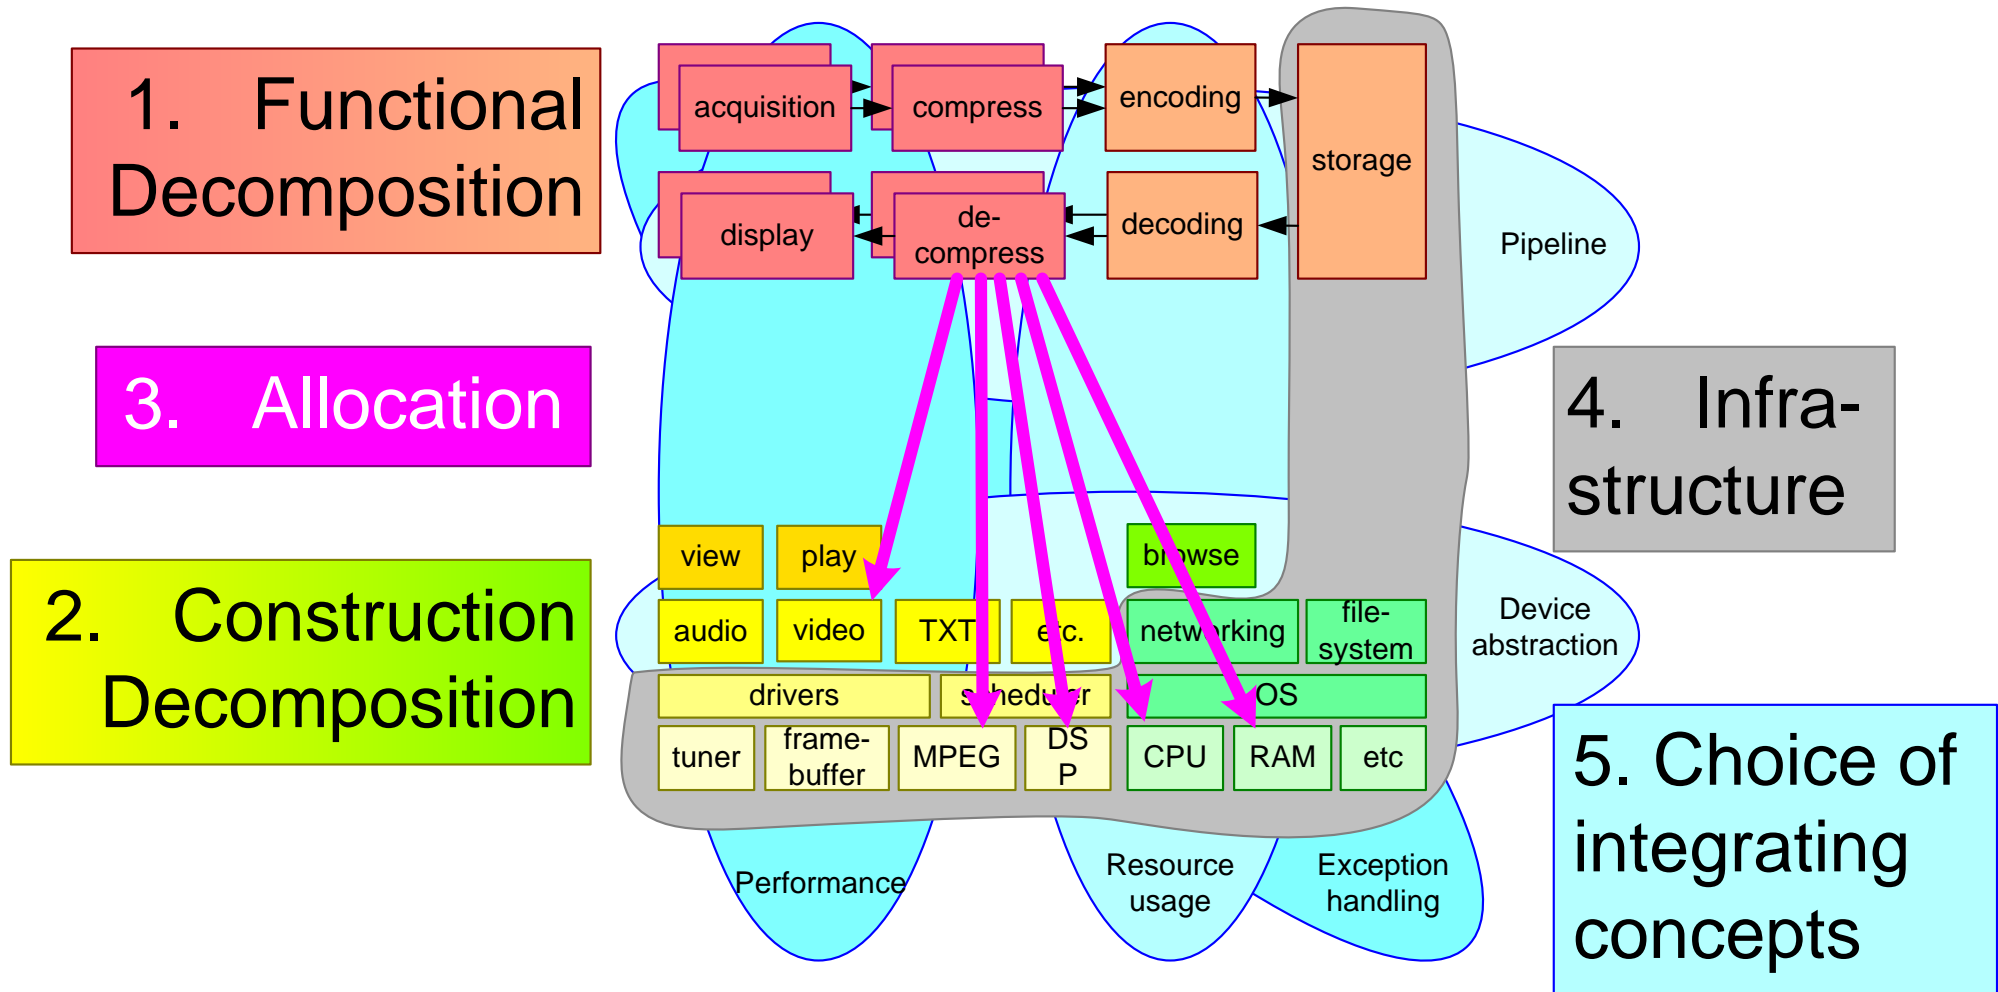 1. Functional
Decomposition
acquisition
compress
encoding
storage
display
de-
compress
decoding
Pipeline
3. Allocation
4. Infra-
structure
2. Construction
Decomposition
view
play
browse
audio
video
TXT
etc.
networking
file-
system
Device
abstraction
drivers
scheduler
OS
tuner
frame-
buffer
MPEG
DS
P
CPU
RAM
etc
5. Choice of
integrating
concepts
Performance
Resource
usage
Exception
handling